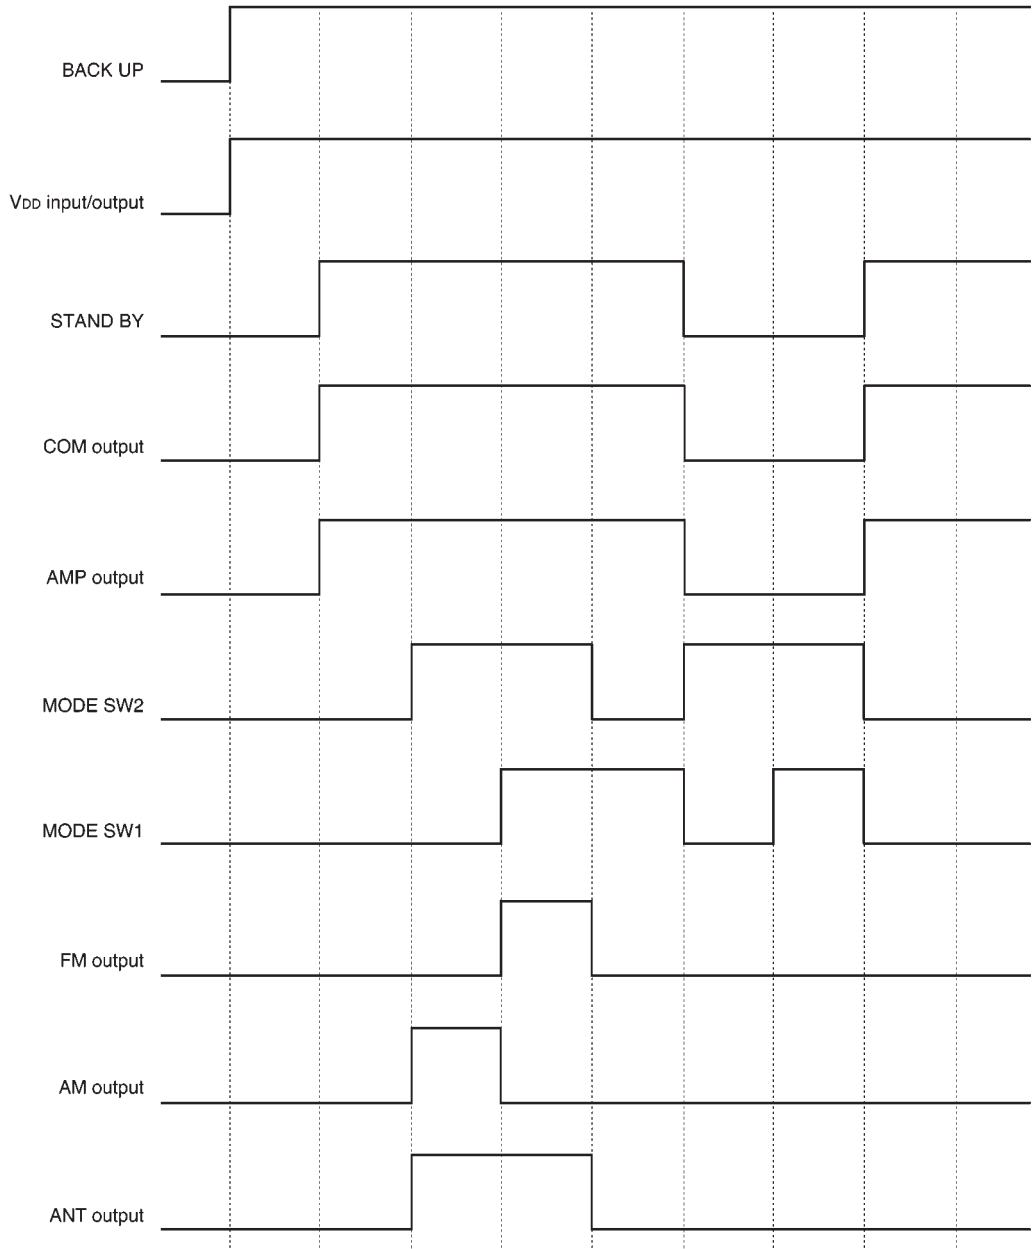 BACK UP
VDD input/output
STAND BY
COM output
AMP output
MODE SW2
MODE SW1
FM output
AM output
ANT output